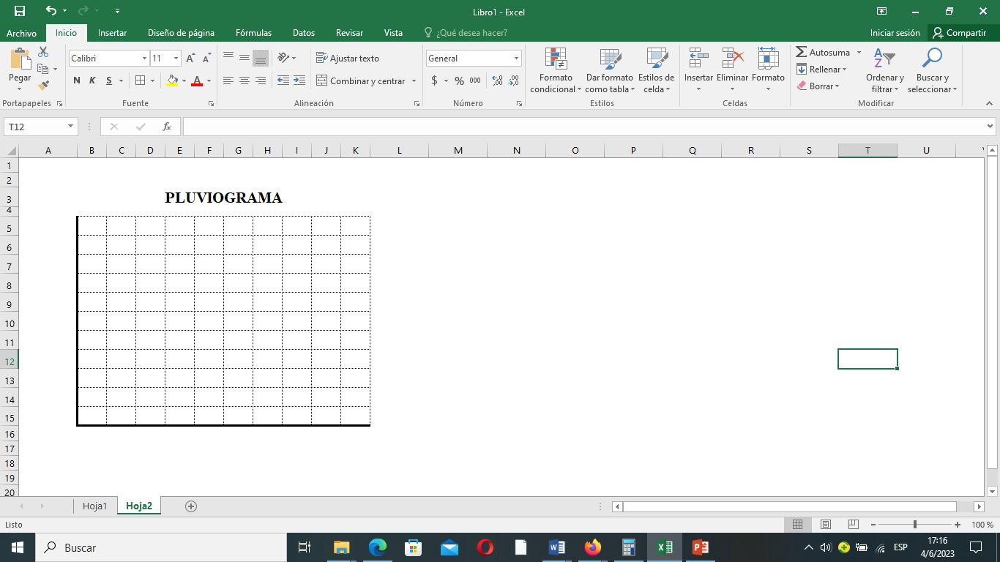 Libro1 - Excel
Archivo Inicio Insertar Diseño de página Fórmulas Datos Revisar Vista ¿Qué desea hacer? Iniciar sesión Compartir
Pegar
Calibri 11
N K S
Ajustar texto
Combinar y centrar
General
$ % 000
Formato condicional
Dar formato como tabla
Estilos de celda
Insertar Eliminar Formato
Autosuma
Rellenar
Borrar
Ordenar y filtrar
Buscar y seleccionar
Portapapeles Fuente Alineación Número Estilos Celdas Modificar
T12 fx
A B C D E F G H I J K L M N O P Q R S T U
1
2
3 PLUVIOGRAMA
4
5
6
7
8
9
10
11
12
13
14
15
16
17
18
19
20
Hoja1 Hoja2
Listo 100 %
Buscar
ESP
17:16
4/6/2023